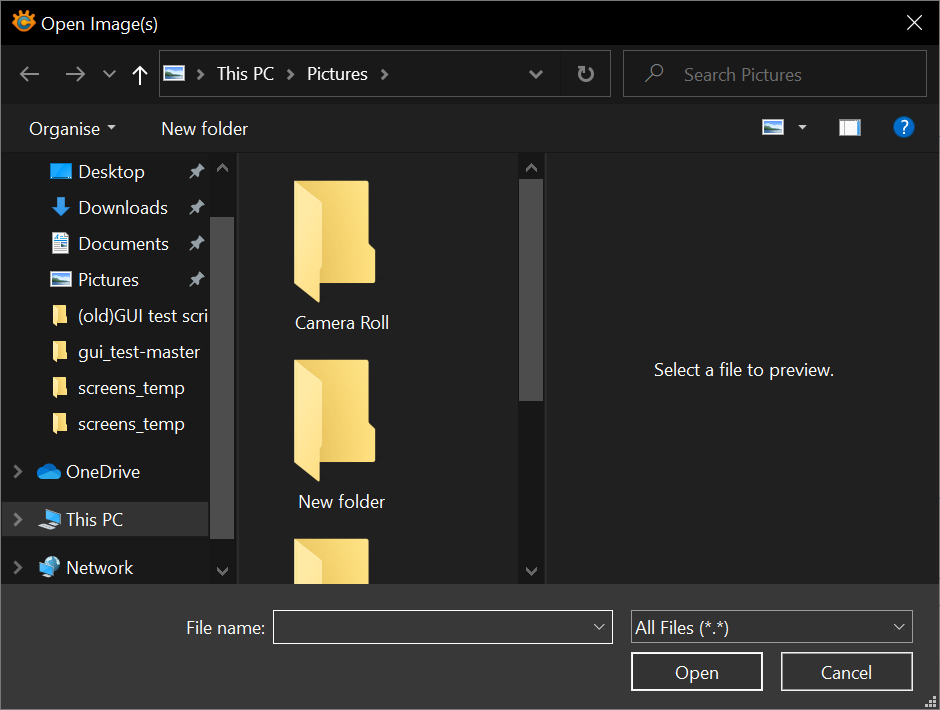 Open Image(s)
This PC > Pictures >
Search Pictures
Organise
New folder
?
Desktop
Downloads
Documents
Pictures
(old)GUI test scri
gui_test-master
screens_temp
screens_temp
OneDrive
This PC
Network
Camera Roll
New folder
Select a file to preview.
File name:
All Files (*.*)
Open
Cancel